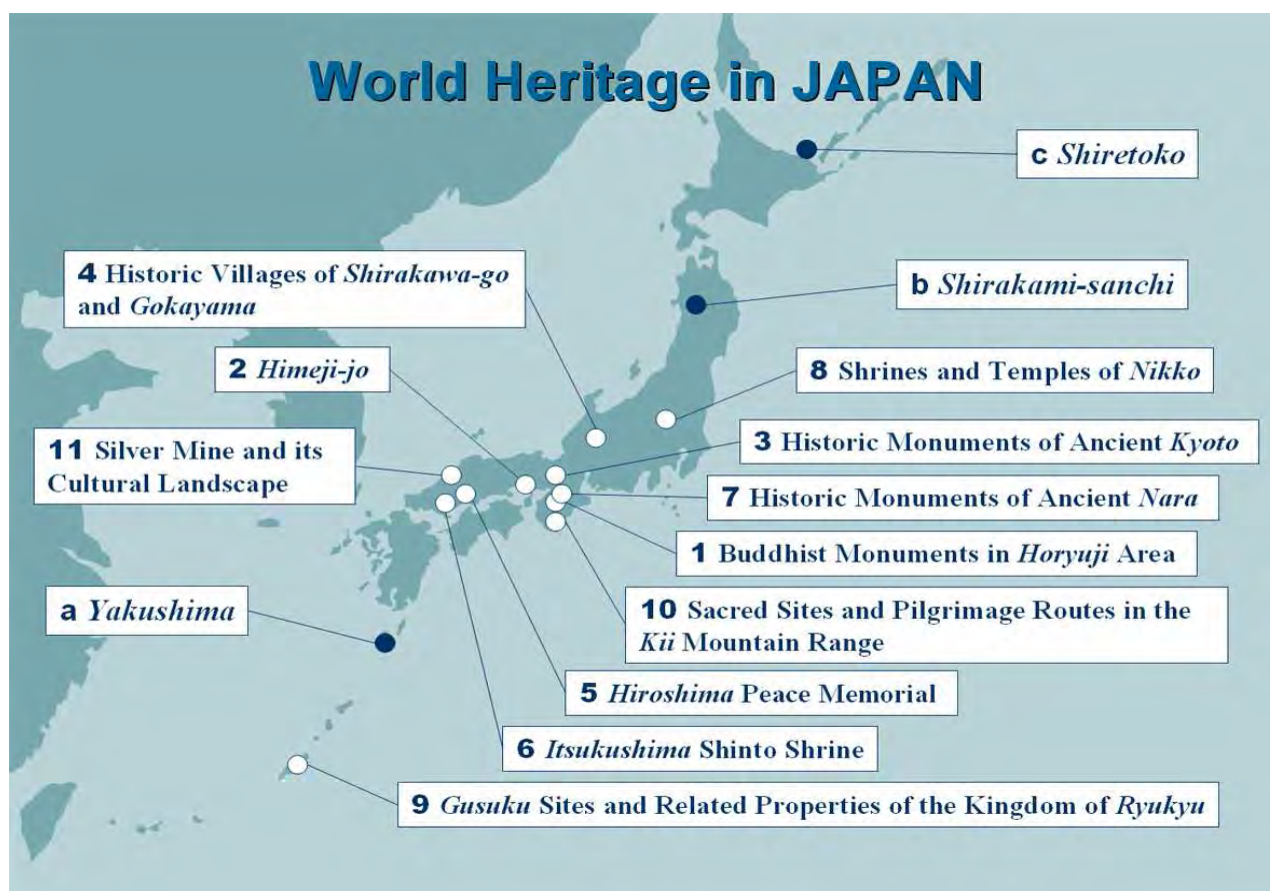 World Heritage in JAPAN
c Shiretoko
4 Historic Villages of Shirakawa-go
and Gokayama
b Shirakami-sanchi
2 Himeji-jo
8 Shrines and Temples of Nikko
11 Silver Mine and its
Cultural Landscape
3 Historic Monuments of Ancient Kyoto
7 Historic Monuments of Ancient Nara
1 Buddhist Monuments in Horyuji Area
a Yakushima
10 Sacred Sites and Pilgrimage Routes in the
Kii Mountain Range
5 Hiroshima Peace Memorial
6 Itsukushima Shinto Shrine
9 Gusuku Sites and Related Properties of the Kingdom of Ryukyu